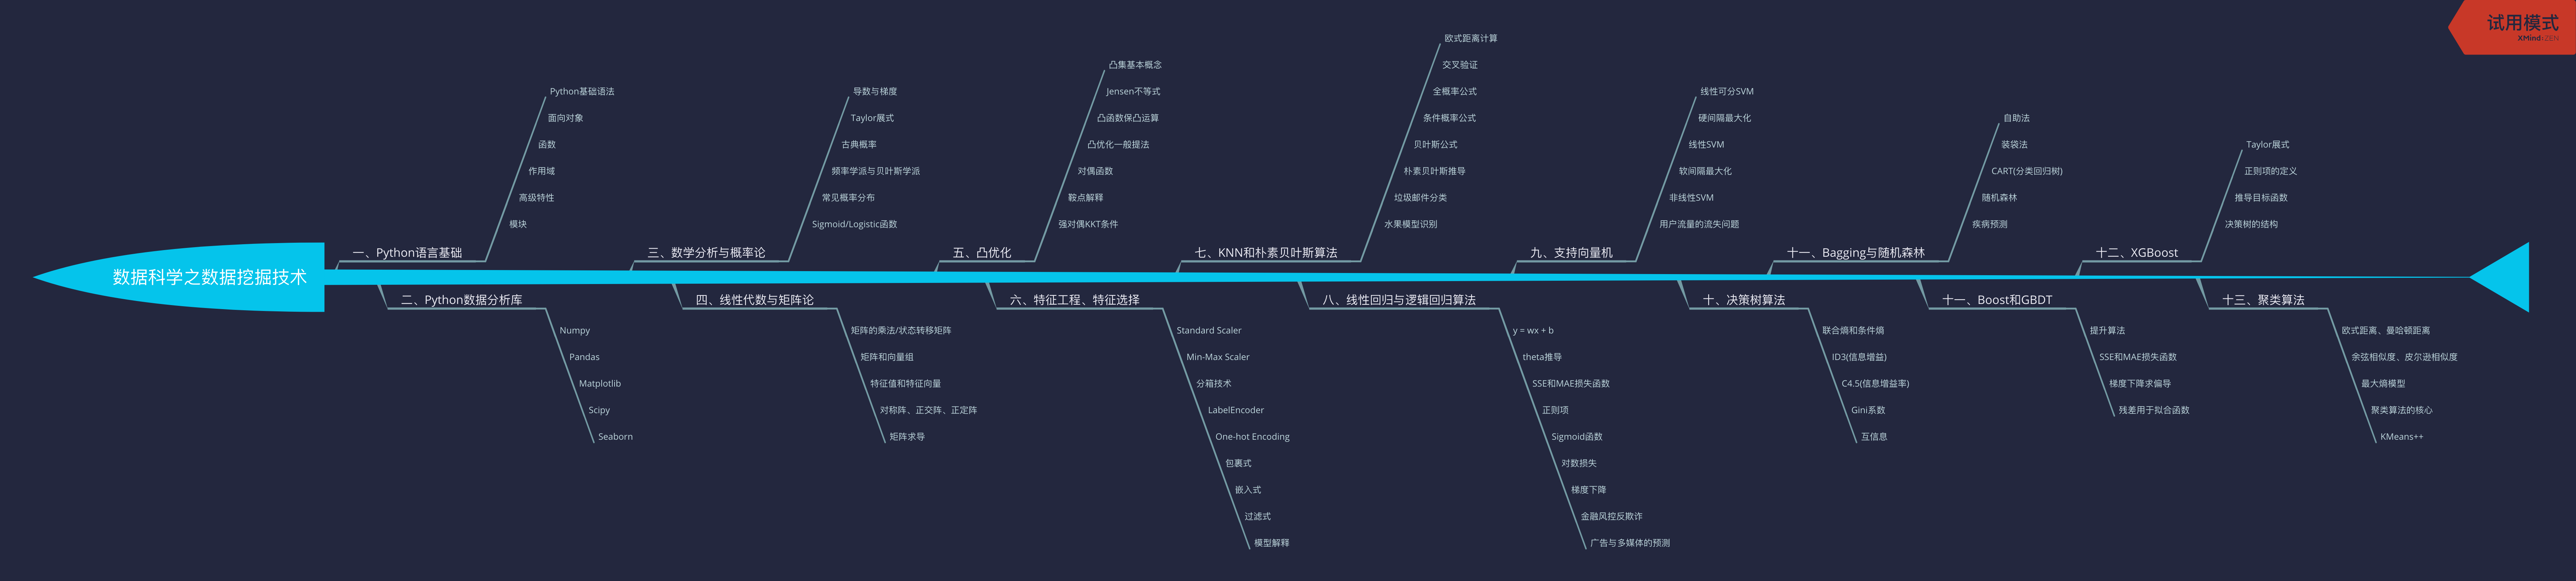 试用模式
XMind:ZEN
数据科学之数据挖掘技术
一、Python语言基础
Python基础语法
面向对象
函数
作用域
高级特性
模块
二、Python数据分析库
Numpy
Pandas
Matplotlib
Scipy
Seaborn
三、数学分析与概率论
导数与梯度
Taylor展式
古典概率
频率学派与贝叶斯学派
常见概率分布
Sigmoid/Logistic函数
四、线性代数与矩阵论
矩阵的乘法/状态转移矩阵
矩阵和向量组
特征值和特征向量
对称阵、正交阵、正定阵
矩阵求导
五、凸优化
凸集基本概念
Jensen不等式
凸函数保凸运算
凸优化一般提法
对偶函数
鞍点解释
强对偶KKT条件
六、特征工程、特征选择
Standard Scaler
Min-Max Scaler
分箱技术
LabelEncoder
One-hot Encoding
包裹式
嵌入式
过滤式
模型解释
七、KNN和朴素贝叶斯算法
欧式距离计算
交叉验证
全概率公式
条件概率公式
贝叶斯公式
朴素贝叶斯推导
垃圾邮件分类
水果模型识别
八、线性回归与逻辑回归算法
y = wx + b
theta推导
SSE和MAE损失函数
正则项
Sigmoid函数
对数损失
梯度下降
金融风控反欺诈
广告与多媒体的预测
九、支持向量机
线性可分SVM
硬间隔最大化
线性SVM
软间隔最大化
非线性SVM
用户流量的流失问题
十、决策树算法
联合熵和条件熵
ID3(信息增益)
C4.5(信息增益率)
Gini系数
互信息
十一、Bagging与随机森林
自助法
装袋法
CART(分类回归树)
随机森林
疾病预测
十一、Boost和GBDT
提升算法
SSE和MAE损失函数
梯度下降求偏导
残差用于拟合函数
十二、XGBoost
Taylor展式
正则项的定义
推导目标函数
决策树的结构
十三、聚类算法
欧式距离、曼哈顿距离
余弦相似度、皮尔逊相似度
最大熵模型
聚类算法的核心
KMeans++